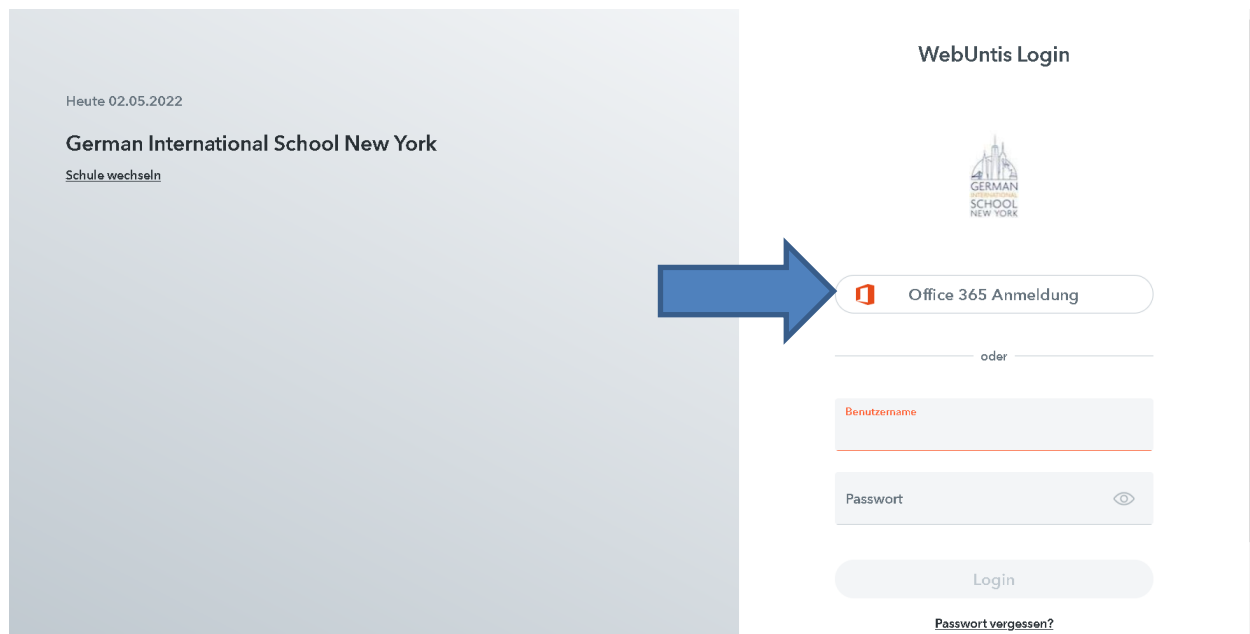 Heute 02.05.2022
German International School New York
Schule wechseln
WebUntis Login
GERMAN
INTERNATIONAL
SCHOOL
NEW YORK
Office 365 Anmeldung
oder
Benutzername
Passwort
Login
Passwort vergessen?